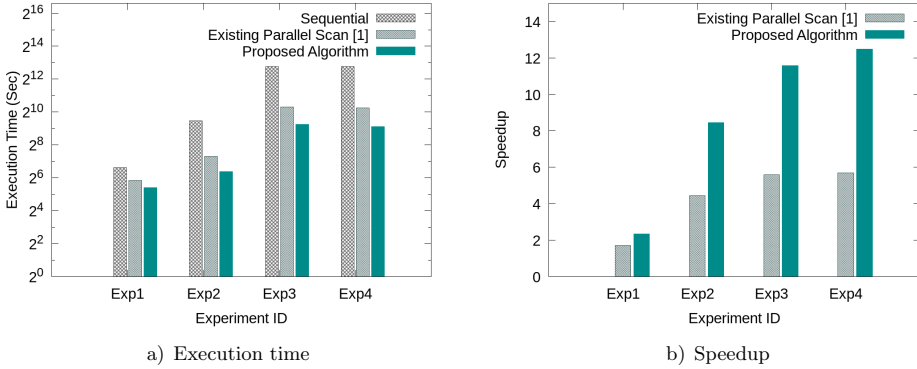 Execution Time (Sec)
2^16
2^14
2^12
2^10
2^8
2^6
2^4
2^2
2^0
Sequential
Existing Parallel Scan [1]
Proposed Algorithm
Exp1 Exp2 Exp3 Exp4
Experiment ID
a) Execution time
Speedup
14
12
10
8
6
4
2
0
Existing Parallel Scan [1]
Proposed Algorithm
Exp1 Exp2 Exp3 Exp4
Experiment ID
b) Speedup